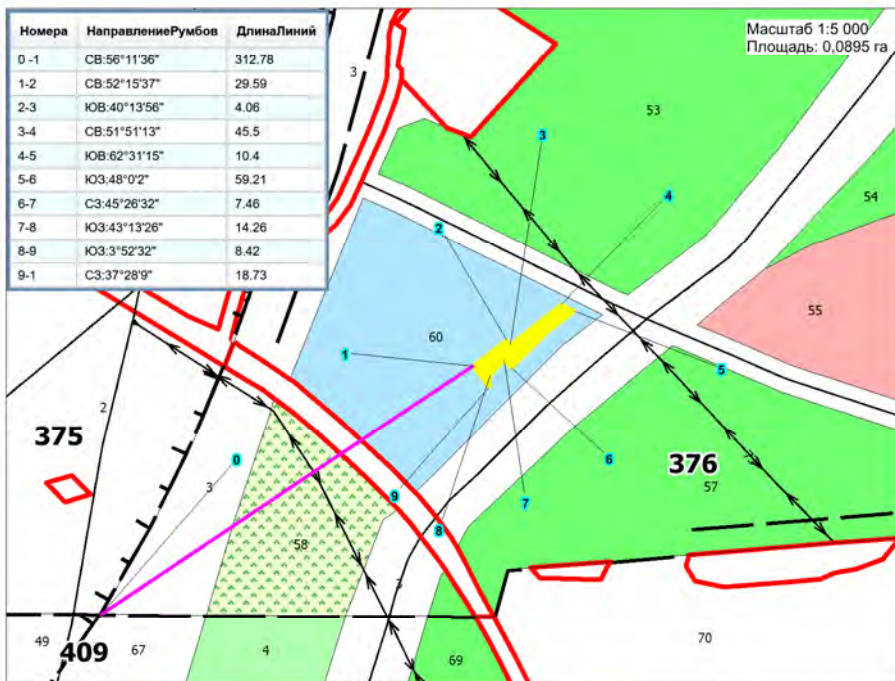 Номера НаправлениеРумбов ДлинаЛиний
0 -1 СВ:56°11'36" 312.78
1-2 СВ:52°15'37" 29.59
2-3 ЮВ:40°13'56" 4.06
3-4 СВ:51°51'13" 45.5
4-5 ЮВ:62°31'15" 10.4
5-6 ЮЗ:48°0'2" 59.21
6-7 СЗ:45°26'32" 7.46
7-8 ЮЗ:43°13'26" 14.26
8-9 ЮЗ:3°52'32" 8.42
9-1 СЗ:37°28'9" 18.73
Масштаб 1:5 000
Площадь: 0,0895 га
3
53
3
4
54
2
55
60
1
5
2
375
0
3
6
376
57
9
7
8
58
7
49
409
67
4
69
70